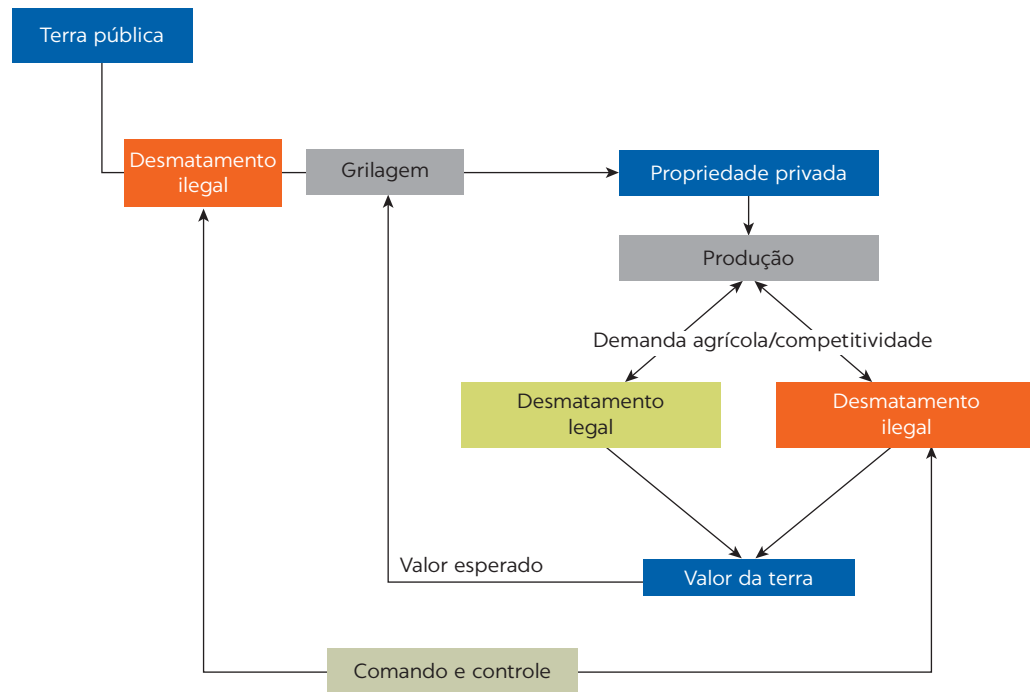 Terra pública
Desmatamento
ilegal
Grilagem
Propriedade privada
Produção
Demanda agrícola/competitividade
Desmatamento
legal
Desmatamento
ilegal
Valor esperado
Valor da terra
Comando e controle